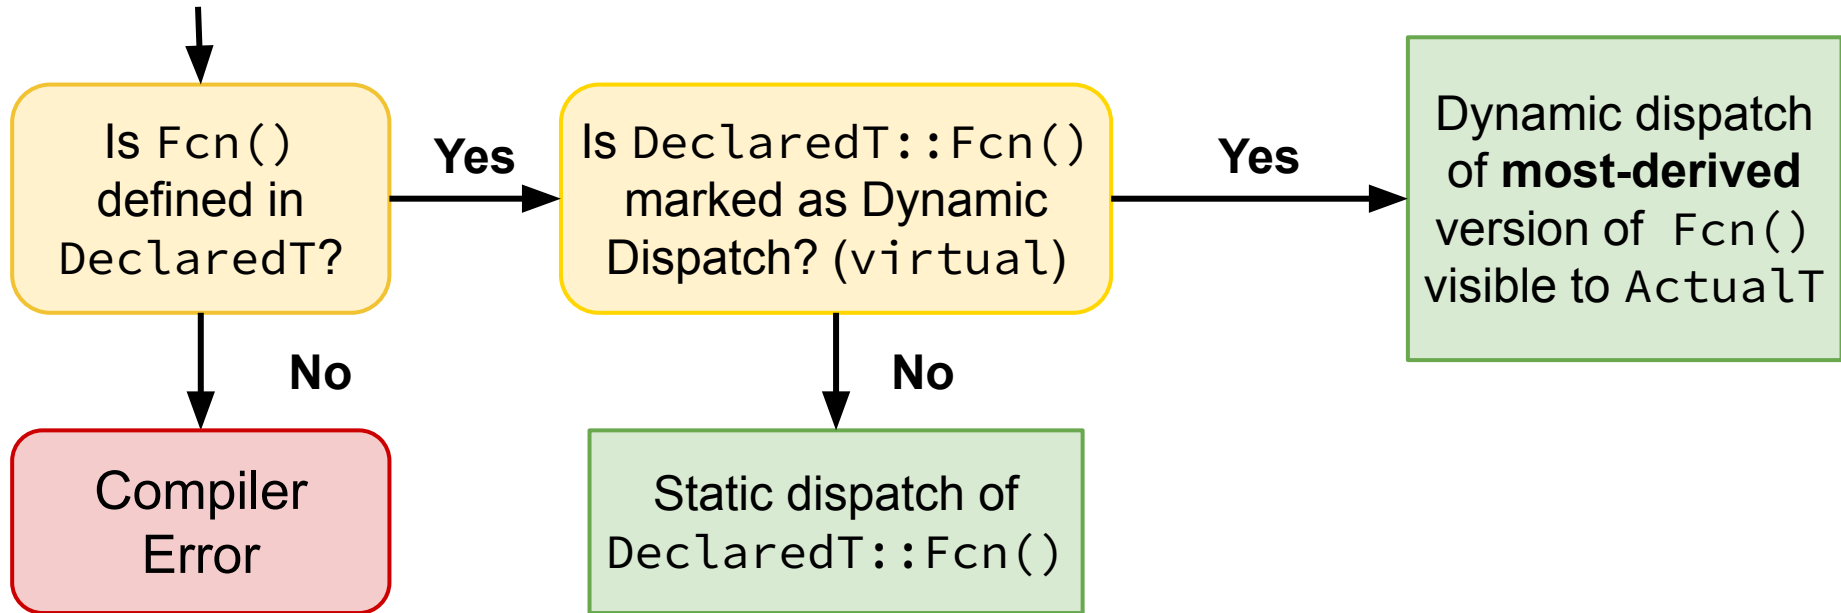 Is Fcn()
defined in
DeclaredT?
Yes
Is DeclaredT::Fcn()
marked as Dynamic
Dispatch? (virtual)
Yes
Dynamic dispatch
of most-derived
version of Fcn()
visible to ActualT
No
No
Compiler
Error
Static dispatch of
DeclaredT::Fcn()